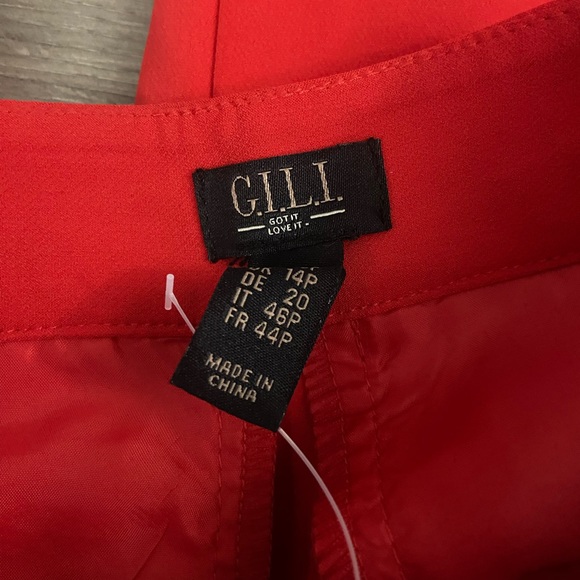 G.I.L.I.
GOT IT
LOVE IT
14P
DE 20
IT 46P
FR 44P
MADE IN
CHINA